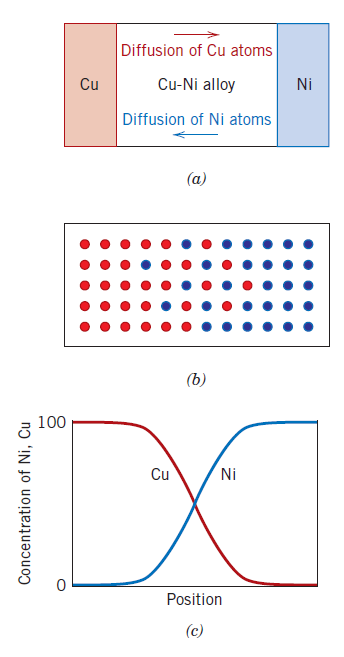 Diffusion of Cu atoms
Cu Cu-Ni alloy Ni
Diffusion of Ni atoms
(a)
(b)
Concentration of Ni, Cu
100
Cu Ni
0
Position
(c)